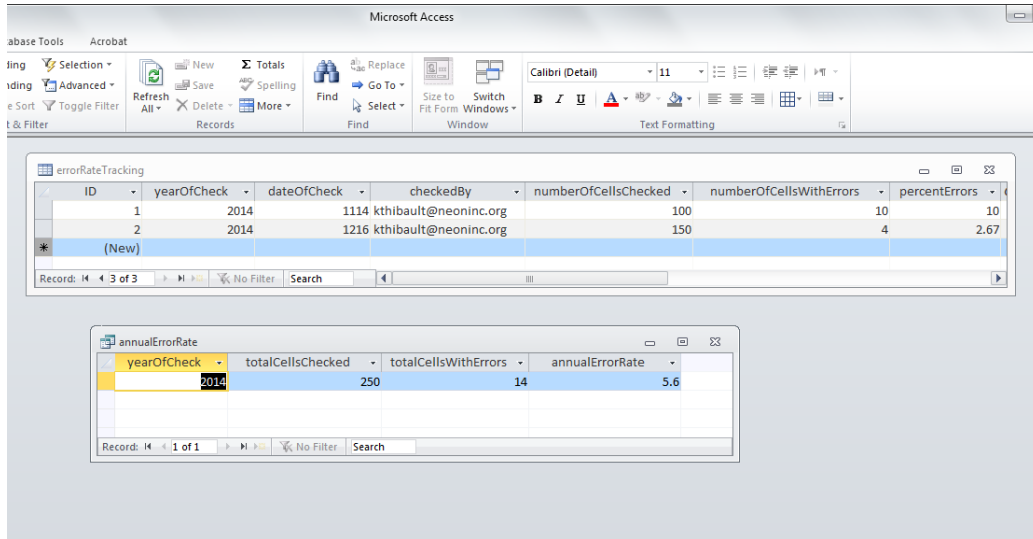 Microsoft Access
abase Tools Acrobat
ding Selection New Σ Totals Replace Calibri (Detail) 11
nding Advanced Save Spelling Go To B I U A
e Sort Toggle Filter Refresh All Delete More Find Select Size to Fit Form Switch Windows
t & Filter Records Find Window Text Formatting
errorRateTracking
ID yearOfCheck dateOfCheck checkedBy numberOfCellsChecked numberOfCellsWithErrors percentErrors
1 2014 1114 kthibault@neoninc.org 100 10 10
2 2014 1216 kthibault@neoninc.org 150 4 2.67
* (New)
Record: 3 of 3 No Filter Search
annualErrorRate
yearOfCheck totalCellsChecked totalCellsWithErrors annualErrorRate
2014 250 14 5.6
Record: 1 of 1 No Filter Search